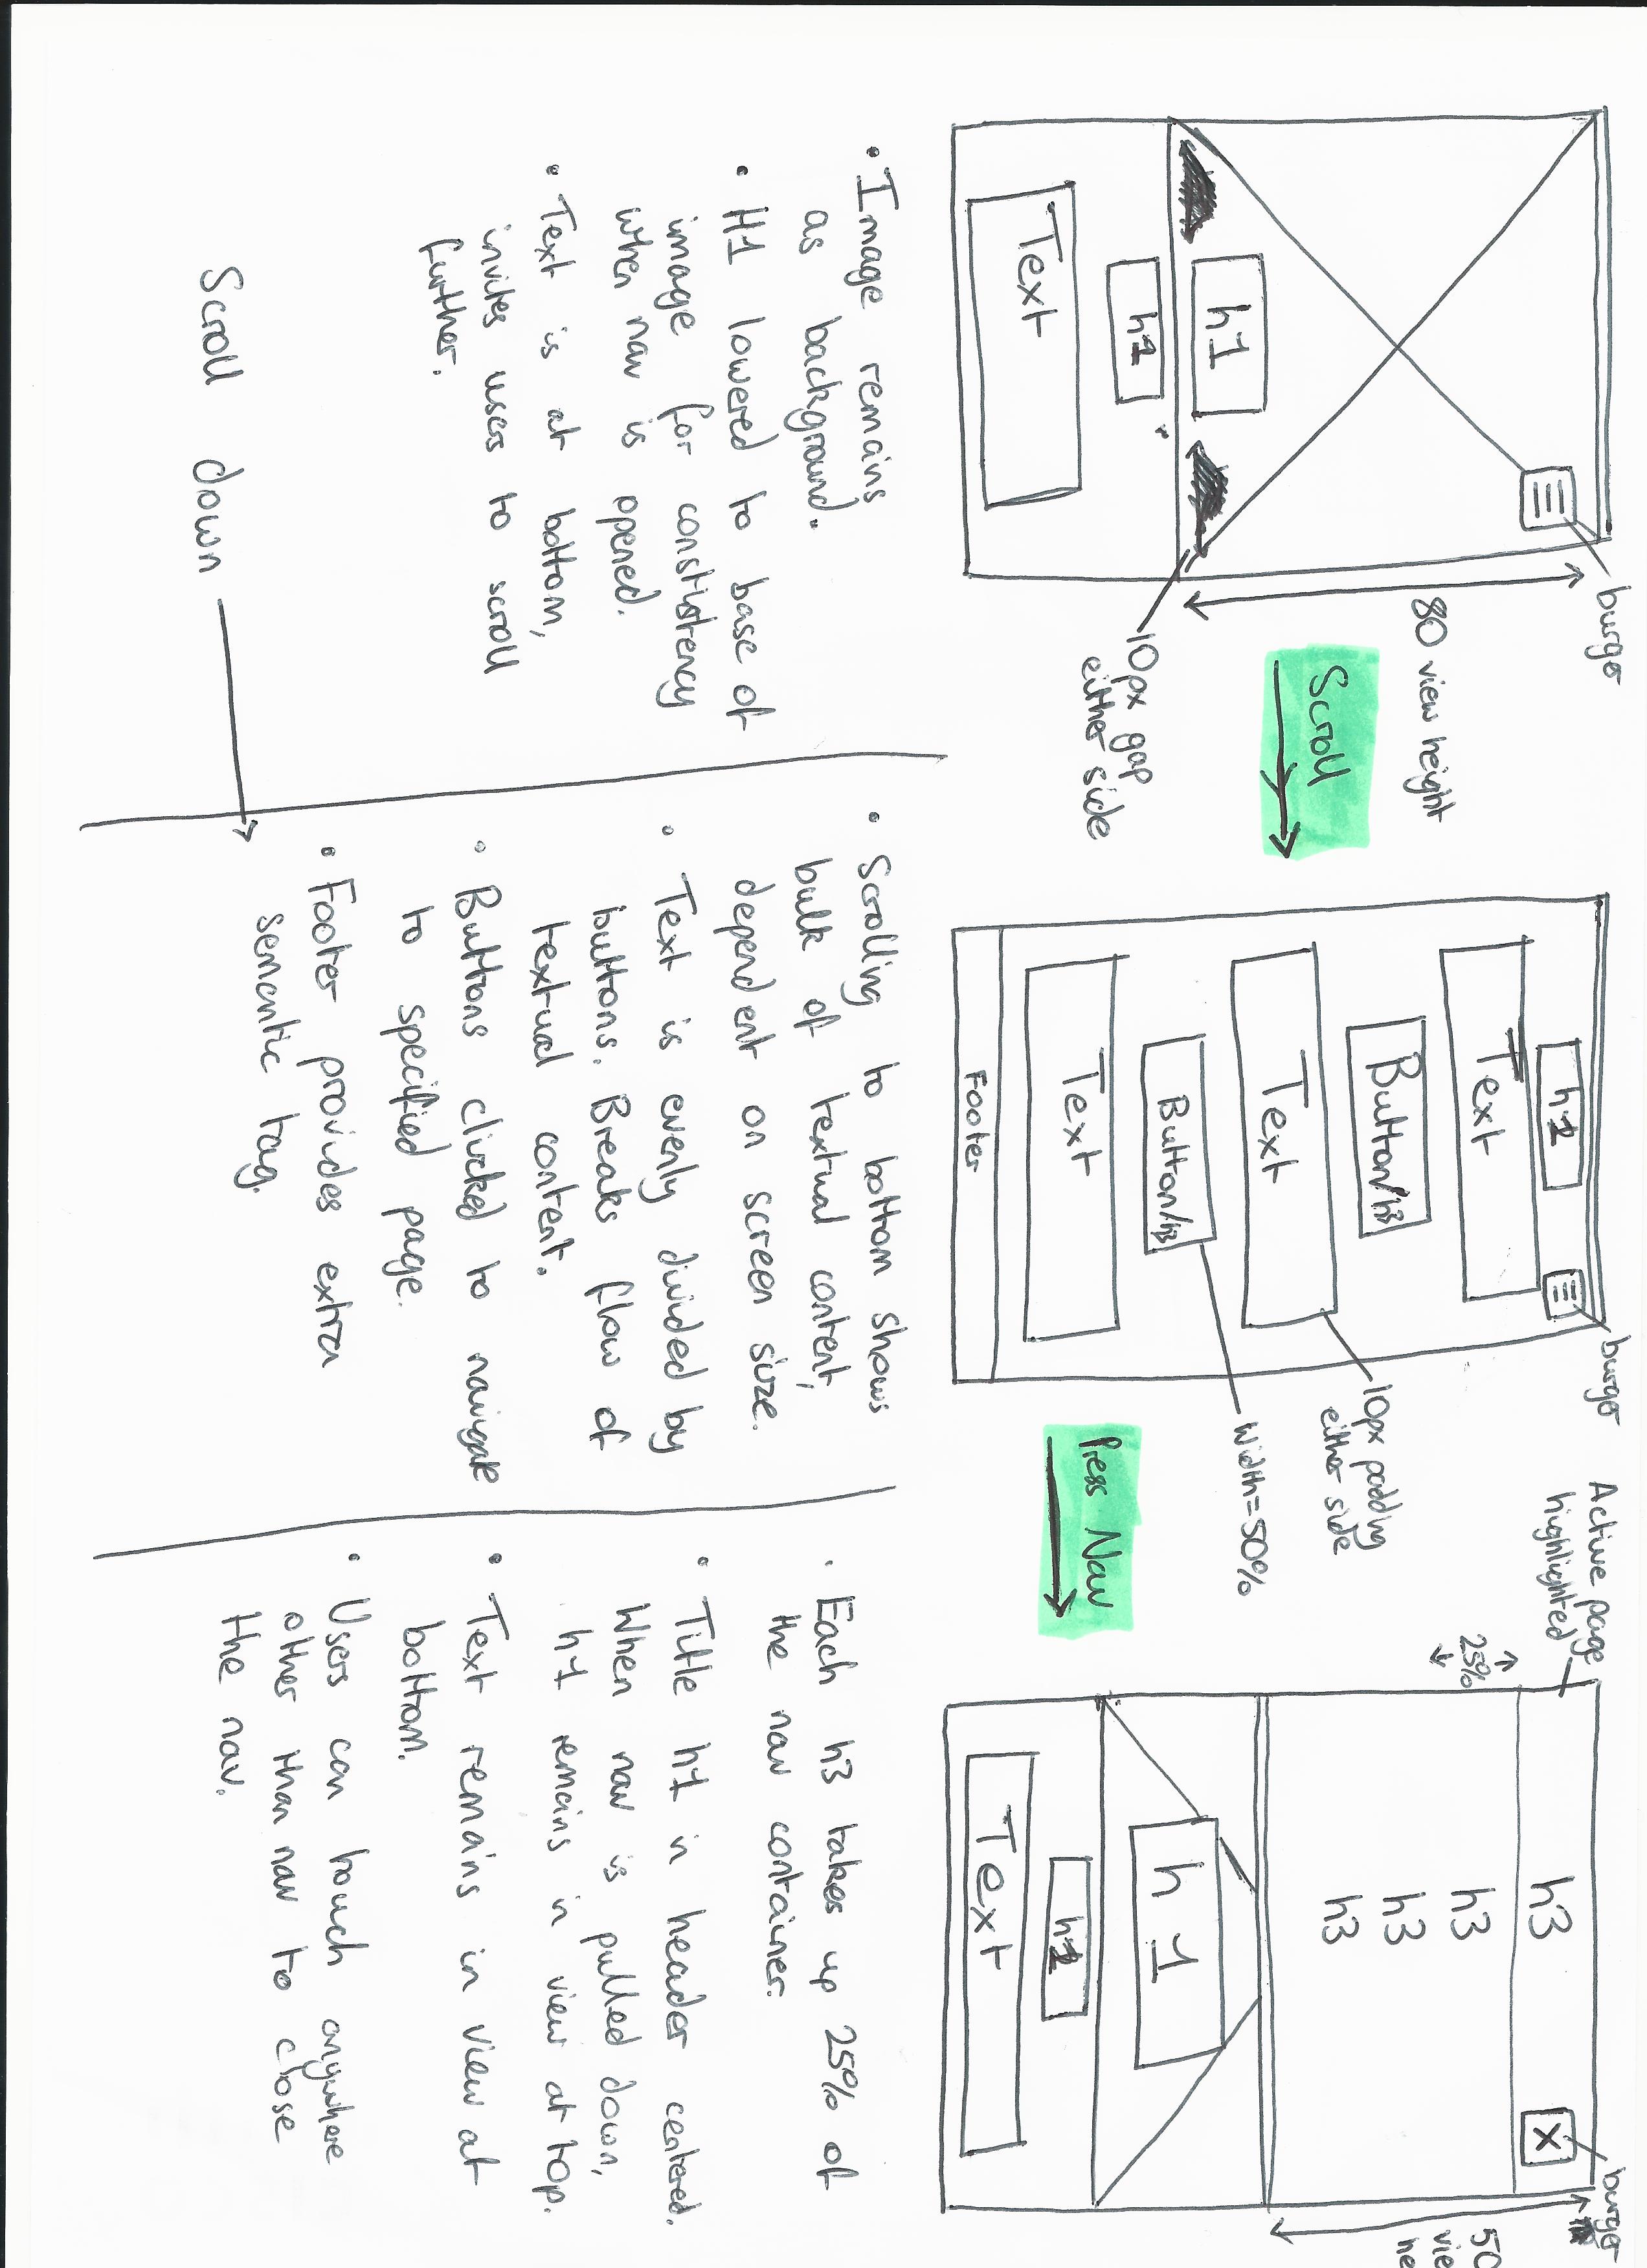 burger
h1
h2
Text
80 view height
10px gap
either side
Scroll
burger
h2
Text
Button/h3
Text
Button/h3
Text
Footer
10px padding
either side
Width=50%
Press Nav
Active page
highlighted
25%
h3
h3
h3
h3
X
burger
50
h1
h2
Text
• Image remains
as background.
• H1 lowered to base of
image for consistency
when nav is opened.
• Text is at bottom,
invites users to scroll
further.
Scroll down
• Scrolling to bottom shows
bulk of textual content,
dependent on screen size.
• Text is evenly divided by
buttons. Breaks flow of
textual content.
• Buttons clicked to navigate
to specified page.
• Footer provides extra
semantic tag.
• Each h3 takes up 25% of
the nav container.
• Title h1 in header centered.
When nav is pulled down,
h1 remains in view at top.
• Text remains in view at
bottom.
• Users can touch anywhere
other than nav to close
the nav.